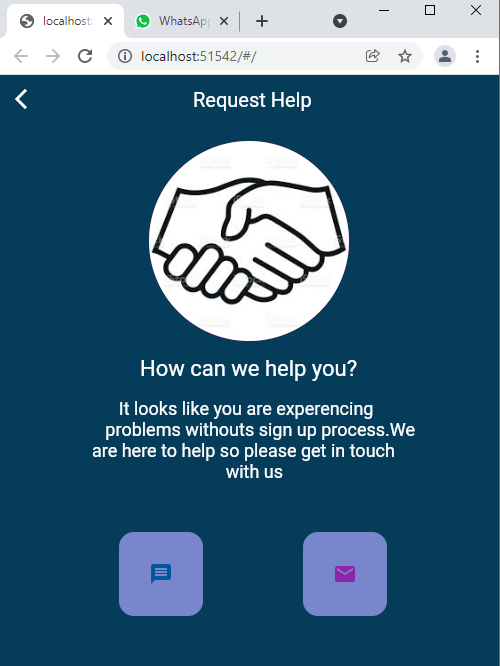 localhost:
WhatsApp
localhost:51542/#/
Request Help
How can we help you?
It looks like you are experencing
problems withouts sign up process.We
are here to help so please get in touch
with us